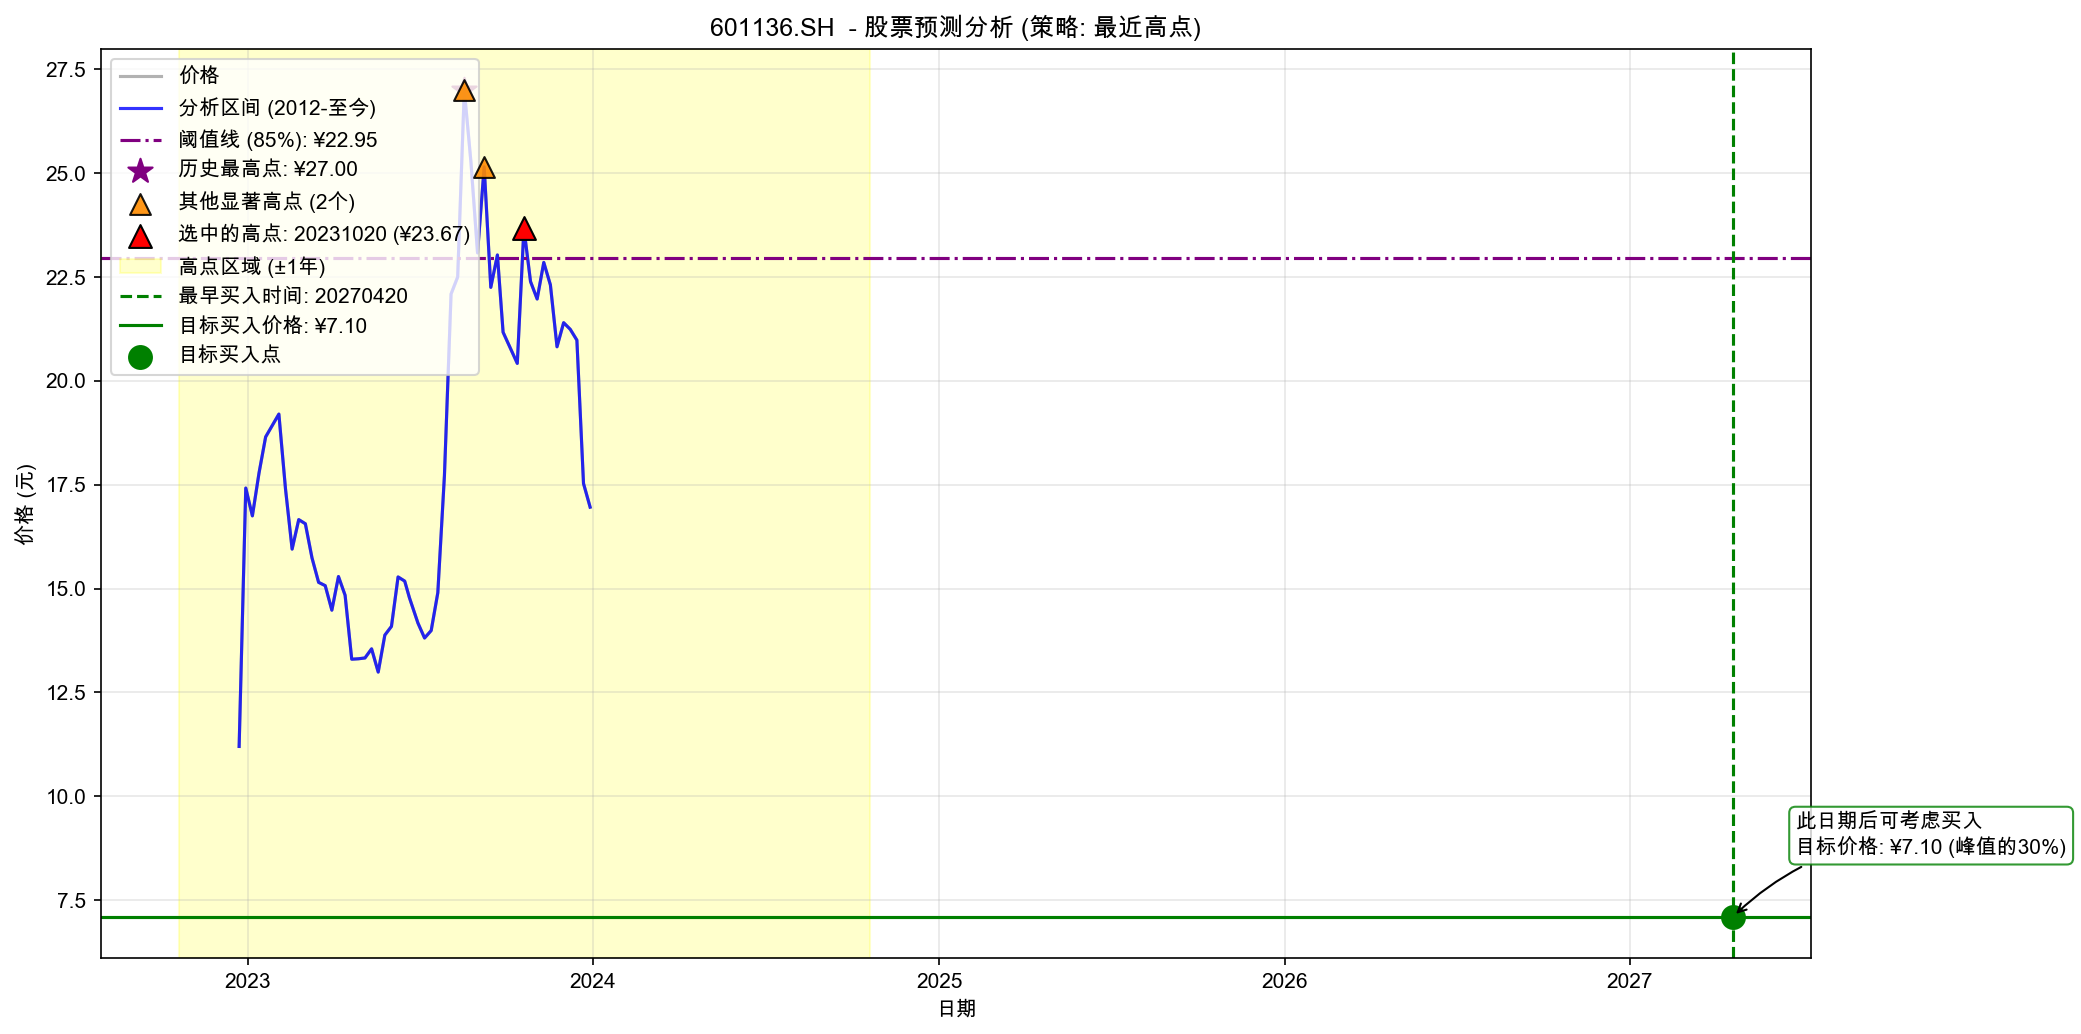 601136.SH - 股票预测分析 (策略: 最近高点)
价格
分析区间 (2012-至今)
阈值线 (85%): ¥22.95
历史最高点: ¥27.00
其他显著高点 (2个)
选中的高点: 20231020 (¥23.67)
高点区域 (±1年)
最早买入时间: 20270420
目标买入价格: ¥7.10
目标买入点
27.5
25.0
22.5
20.0
17.5
15.0
12.5
10.0
7.5
价格 (元)
此日期后可考虑买入
目标价格: ¥7.10 (峰值的30%)
2023
2024
2025
2026
2027
日期